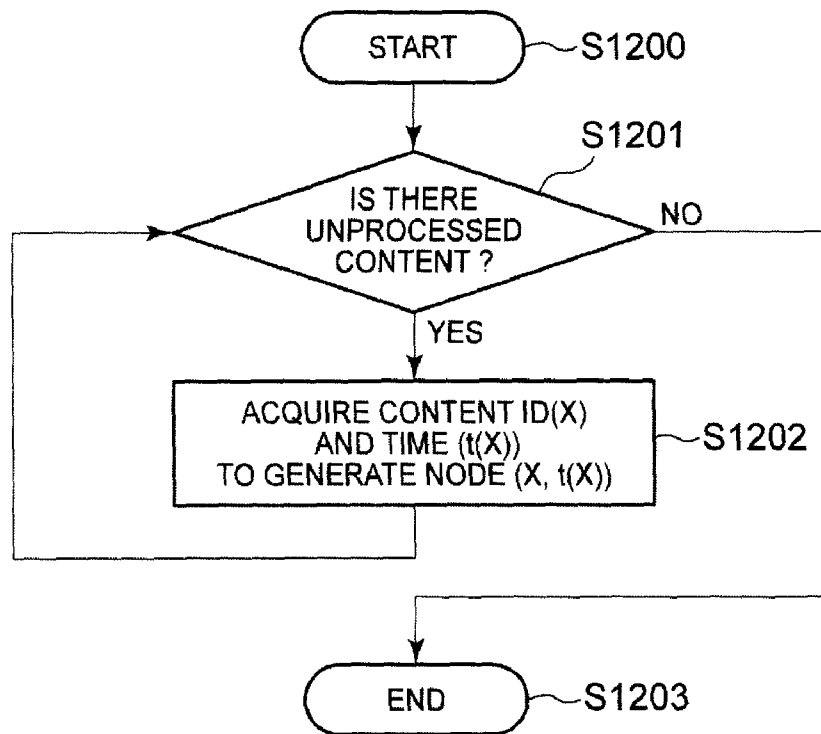 START
S1200
S1201
IS THERE
UNPROCESSED
CONTENT ?
NO
YES
ACQUIRE CONTENT ID(X)
AND TIME (t(X))
TO GENERATE NODE (X, t(X))
S1202
END
S1203